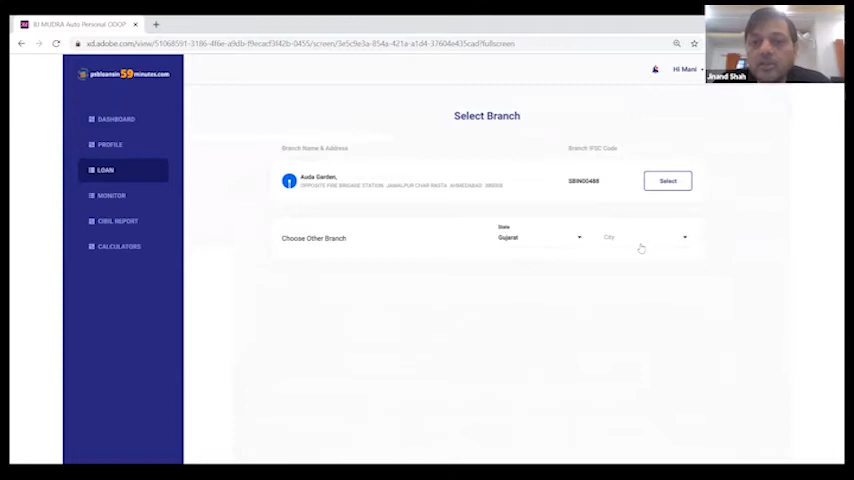 BJ MUDRA Auto Personal ODOP
xd.adobe.com/view/51068591-3186-4f6e-a9db-f9ecacf3f42b-0455/screen/3e5c9e3a-854a-421a-a1d4-37604e435cad?fullscreen
Jinand Shah
psbloansin59minutes.com
Hi Mani
DASHBOARD
PROFILE
LOAN
MONITOR
CIBIL REPORT
CALCULATORS
Select Branch
Branch Name & Address
Branch IFSC Code
Auda Garden,
OPPOSITE FIRE BRIGADE STATION, JAMALPUR CHAR RASTA, AHMEDABAD
SBIN00488
Select
Choose Other Branch
State
Gujarat
City